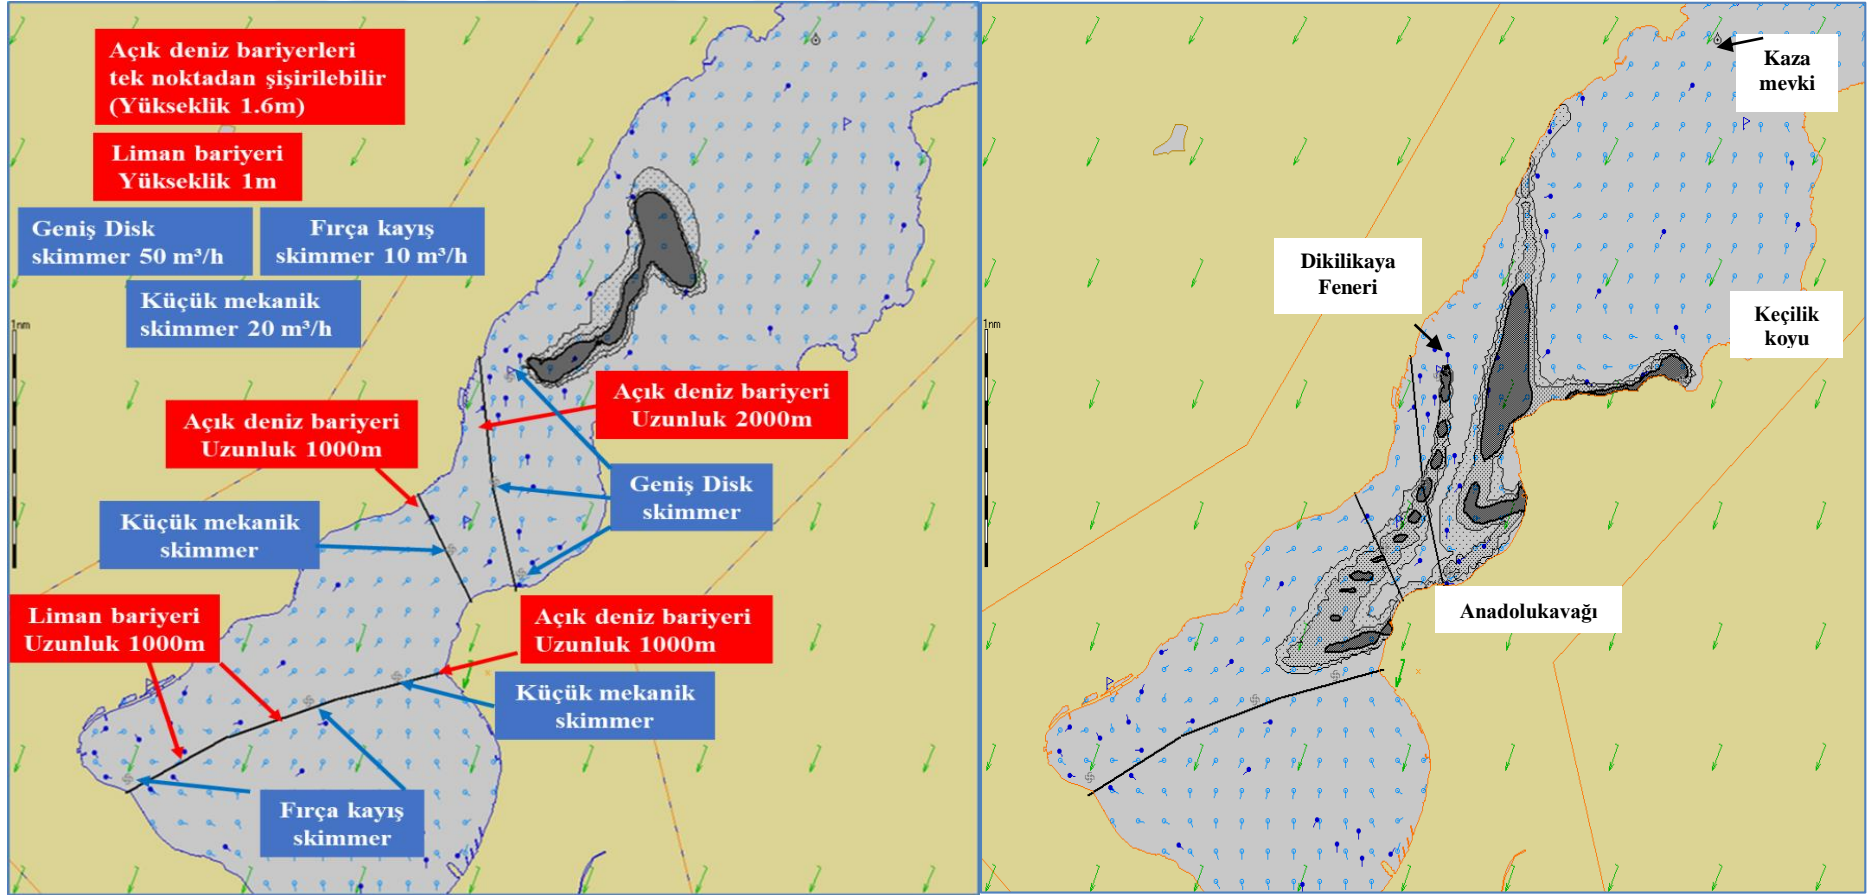 Açık deniz bariyerleri
tek noktadan şişirilebilir
(Yükseklik 1.6m)
Liman bariyeri
Yükseklik 1m
Geniş Disk
skimmer 50 m³/h
Fırça kayış
skimmer 10 m³/h
Küçük mekanik
skimmer 20 m³/h
1nm
Açık deniz bariyeri
Uzunluk 2000m
Açık deniz bariyeri
Uzunluk 1000m
Geniş Disk
skimmer
Küçük mekanik
skimmer
Liman bariyeri
Uzunluk 1000m
Açık deniz bariyeri
Uzunluk 1000m
Küçük mekanik
skimmer
Fırça kayış
skimmer
Kaza
mevki
Dikilikaya
Feneri
Keçilik
koyu
1nm
Anadolukavağı